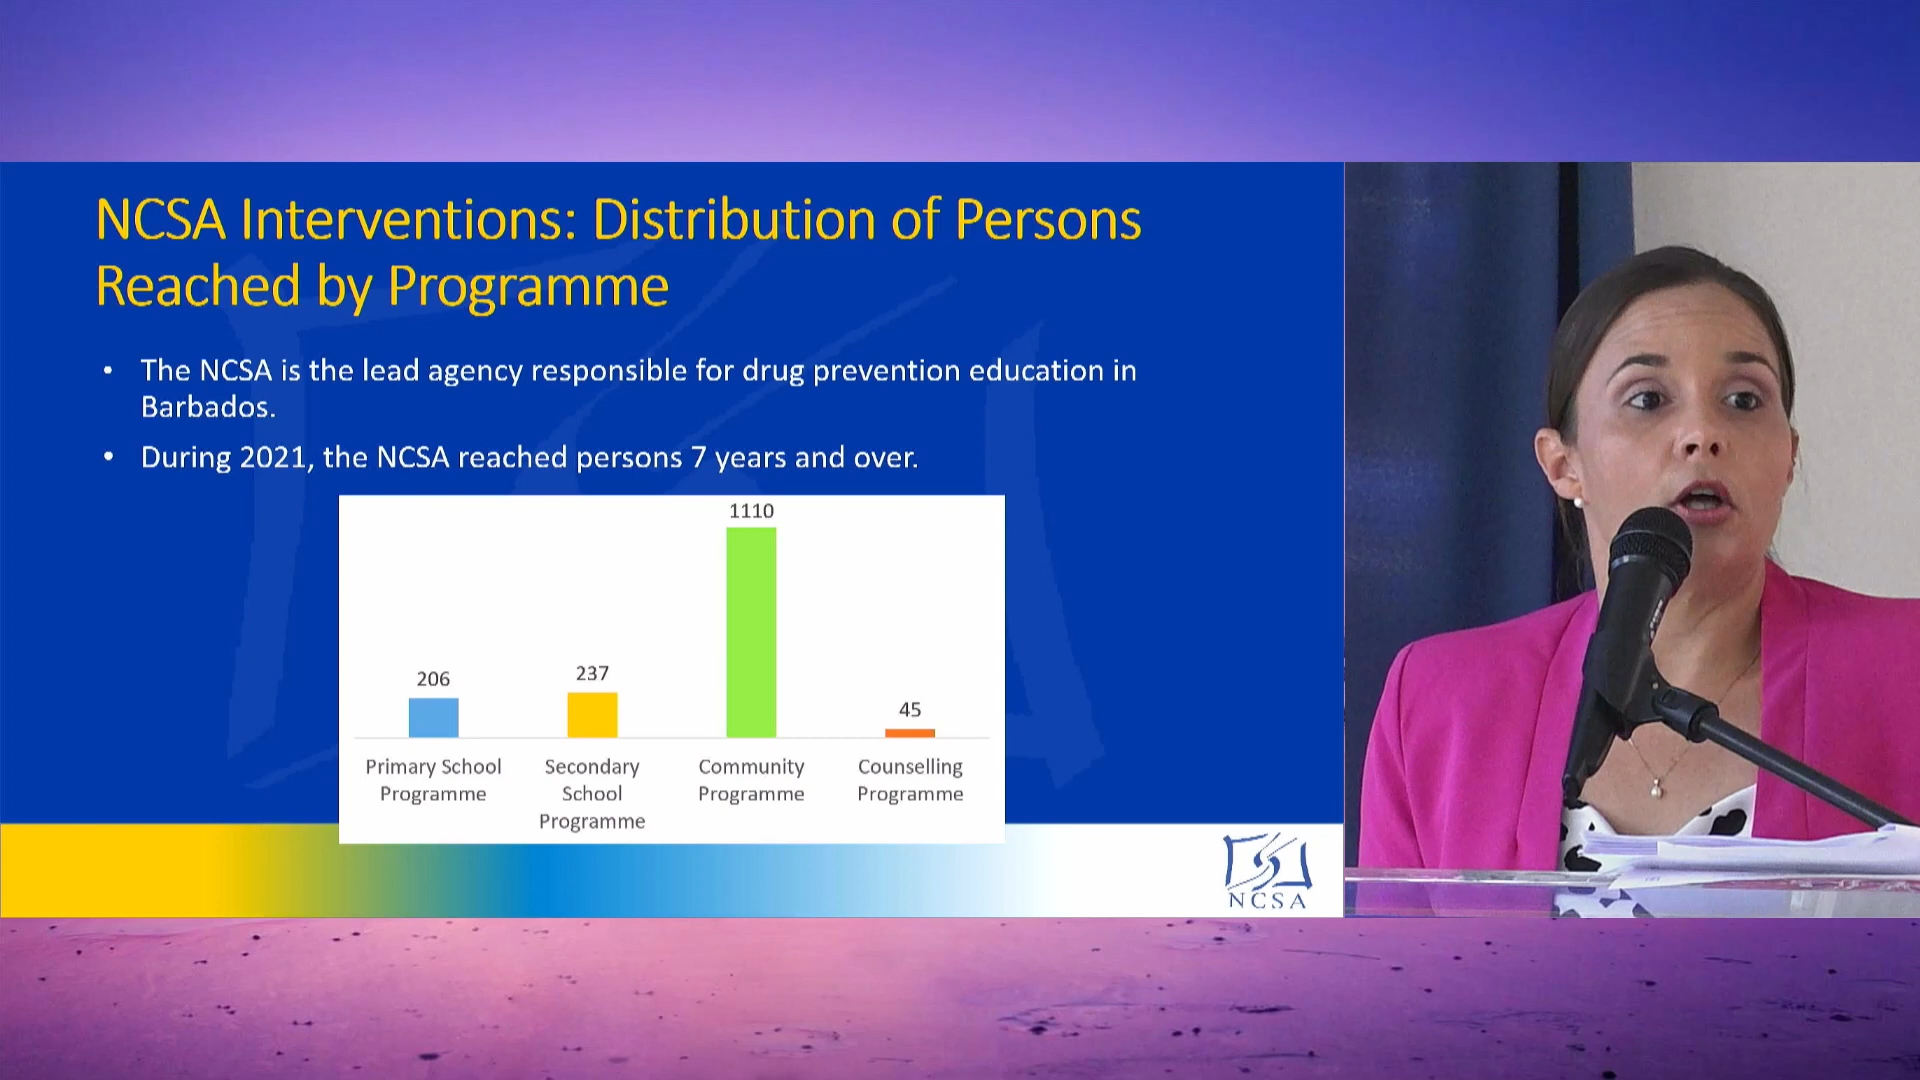 NCSA Interventions: Distribution of Persons
Reached by Programme
• The NCSA is the lead agency responsible for drug prevention education in
Barbados.
• During 2021, the NCSA reached persons 7 years and over.
1110
206
237
45
Primary School
Programme
Secondary
School
Programme
Community
Programme
Counselling
Programme
NCSA